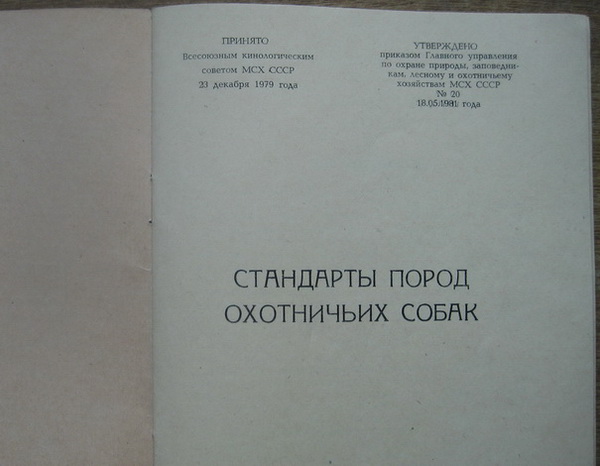 ПРИНЯТО
Всесоюзным кинологическим
советом МСХ СССР
23 декабря 1979 года
УТВЕРЖДЕНО
приказом Главного управления
по охране природы, заповедни-
кам, лесному и охотничьему
хозяйствам МСХ СССР
№ 20
18.05.1981 года
СТАНДАРТЫ ПОРОД
ОХОТНИЧЬИХ СОБАК